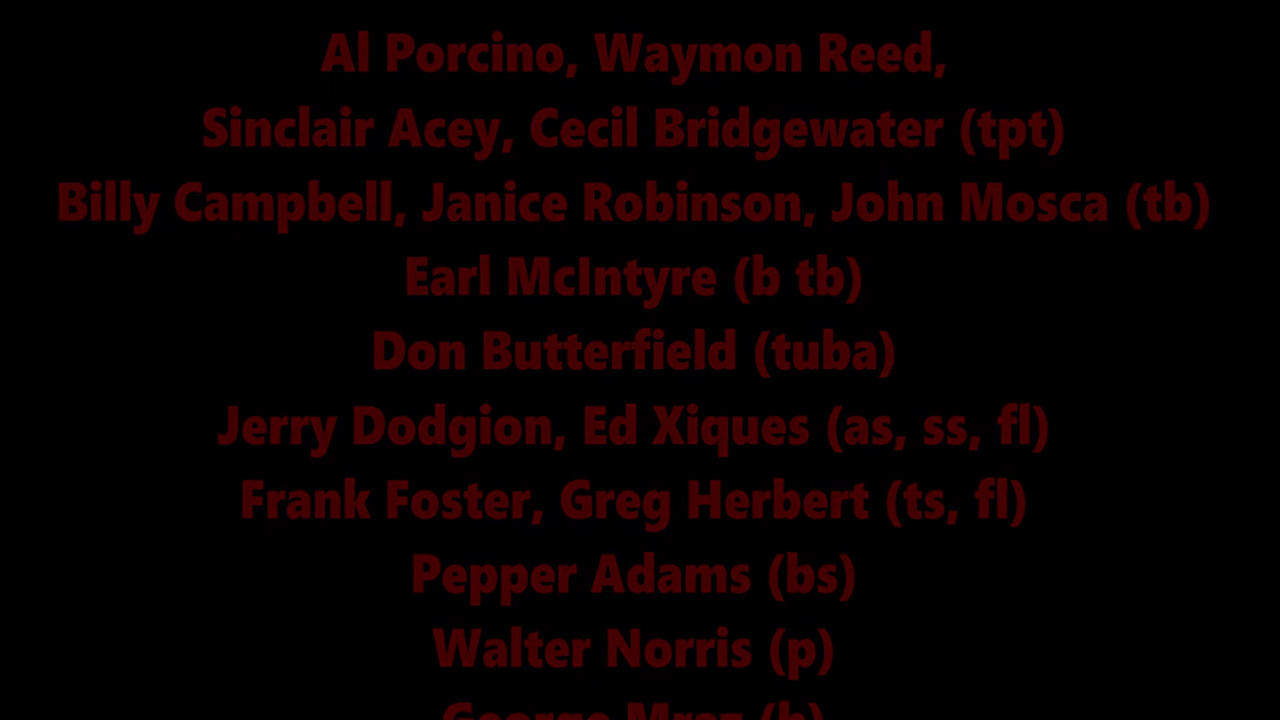 Al Porcino, Waymon Reed,
Sinclair Acey, Cecil Bridgewater (tpt)
Billy Campbell, Janice Robinson, John Mosca (tb)
Earl McIntyre (b tb)
Don Butterfield (tuba)
Jerry Dodgion, Ed Xiques (as, ss, fl)
Frank Foster, Greg Herbert (ts, fl)
Pepper Adams (bs)
Walter Norris (p)
George Mraz (b)